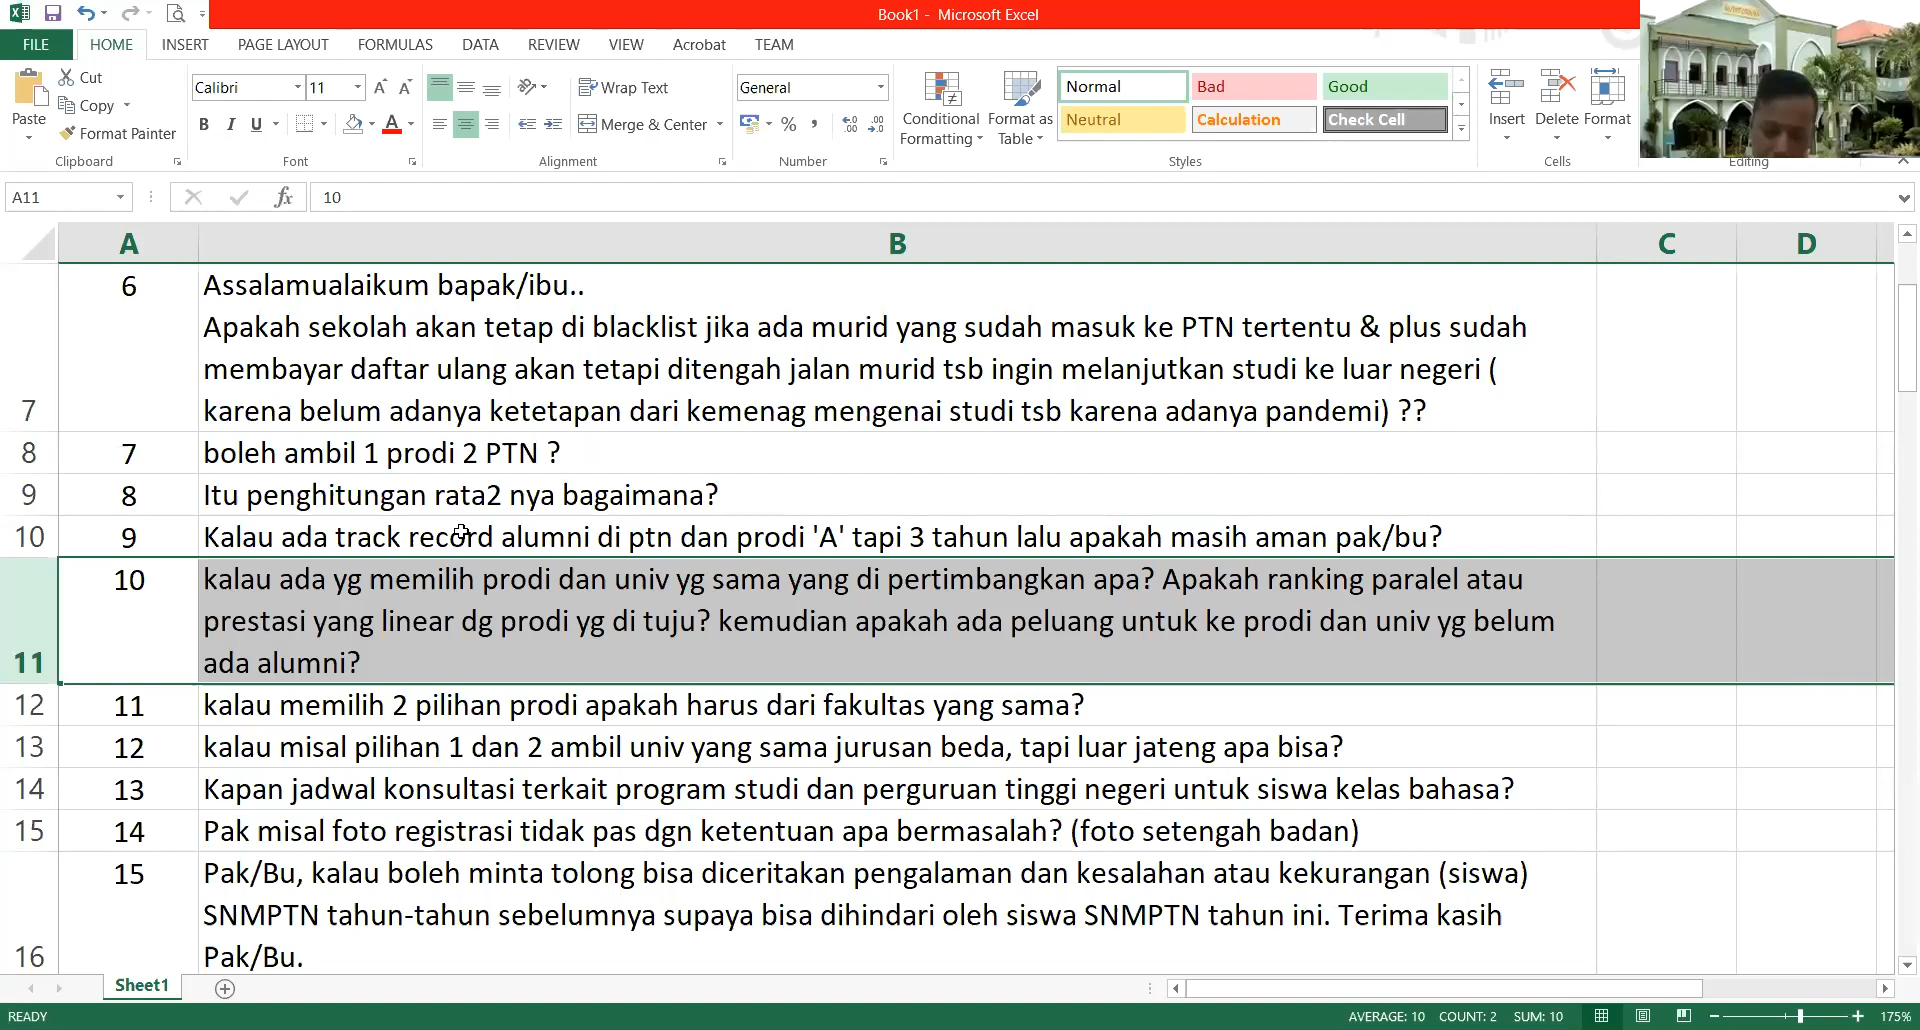 Book1 - Microsoft Excel
FILE HOME INSERT PAGE LAYOUT FORMULAS DATA REVIEW VIEW Acrobat TEAM
Paste
Cut
Copy
Format Painter
Clipboard
Calibri 11
B I U A
Font
Wrap Text
Merge & Center
Alignment
General
%
Number
Conditional Formatting
Format as Table
Normal Bad Good
Neutral Calculation Check Cell
Styles
Insert Delete Format
Cells
Editing
A11 fx 10
A B C D
7 6 Assalamualaikum bapak/ibu..
Apakah sekolah akan tetap di blacklist jika ada murid yang sudah masuk ke PTN tertentu & plus sudah
membayar daftar ulang akan tetapi ditengah jalan murid tsb ingin melanjutkan studi ke luar negeri (
karena belum adanya ketetapan dari kemenag mengenai studi tsb karena adanya pandemi) ??
8 7 boleh ambil 1 prodi 2 PTN ?
9 8 Itu penghitungan rata2 nya bagaimana?
10 9 Kalau ada track record alumni di ptn dan prodi 'A' tapi 3 tahun lalu apakah masih aman pak/bu?
11 10 kalau ada yg memilih prodi dan univ yg sama yang di pertimbangkan apa? Apakah ranking paralel atau
prestasi yang linear dg prodi yg di tuju? kemudian apakah ada peluang untuk ke prodi dan univ yg belum
ada alumni?
12 11 kalau memilih 2 pilihan prodi apakah harus dari fakultas yang sama?
13 12 kalau misal pilihan 1 dan 2 ambil univ yang sama jurusan beda, tapi luar jateng apa bisa?
14 13 Kapan jadwal konsultasi terkait program studi dan perguruan tinggi negeri untuk siswa kelas bahasa?
15 14 Pak misal foto registrasi tidak pas dgn ketentuan apa bermasalah? (foto setengah badan)
16 15 Pak/Bu, kalau boleh minta tolong bisa diceritakan pengalaman dan kesalahan atau kekurangan (siswa)
SNMPTN tahun-tahun sebelumnya supaya bisa dihindari oleh siswa SNMPTN tahun ini. Terima kasih
Pak/Bu.
Sheet1
READY AVERAGE: 10 COUNT: 2 SUM: 10 175%